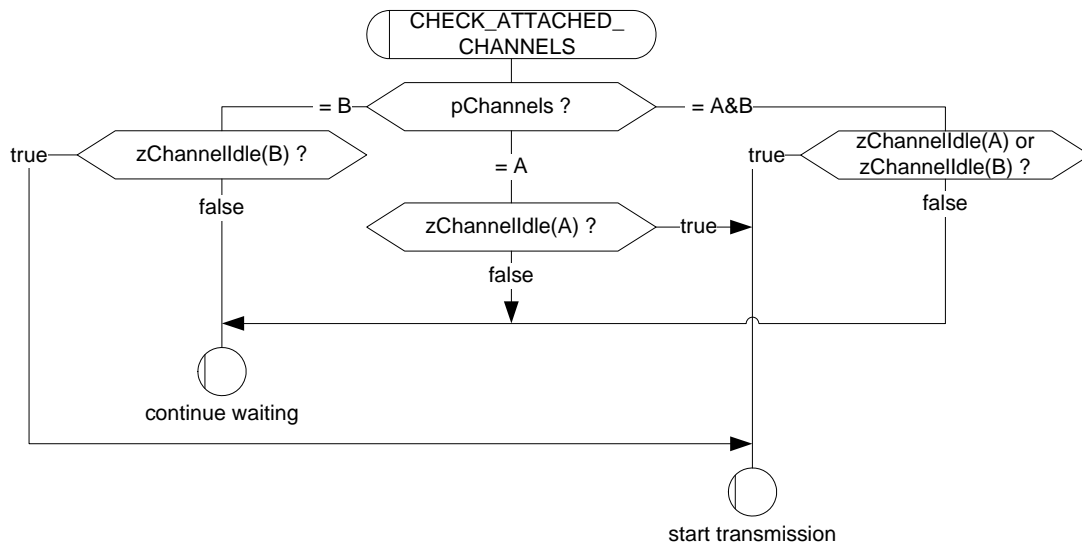 CHECK_ATTACHED_
CHANNELS
= B
pChannels ?
= A&B
true
zChannelIdle(B) ?
= A
true
zChannelIdle(A) or
zChannelIdle(B) ?
false
zChannelIdle(A) ?
true
false
false
continue waiting
start transmission